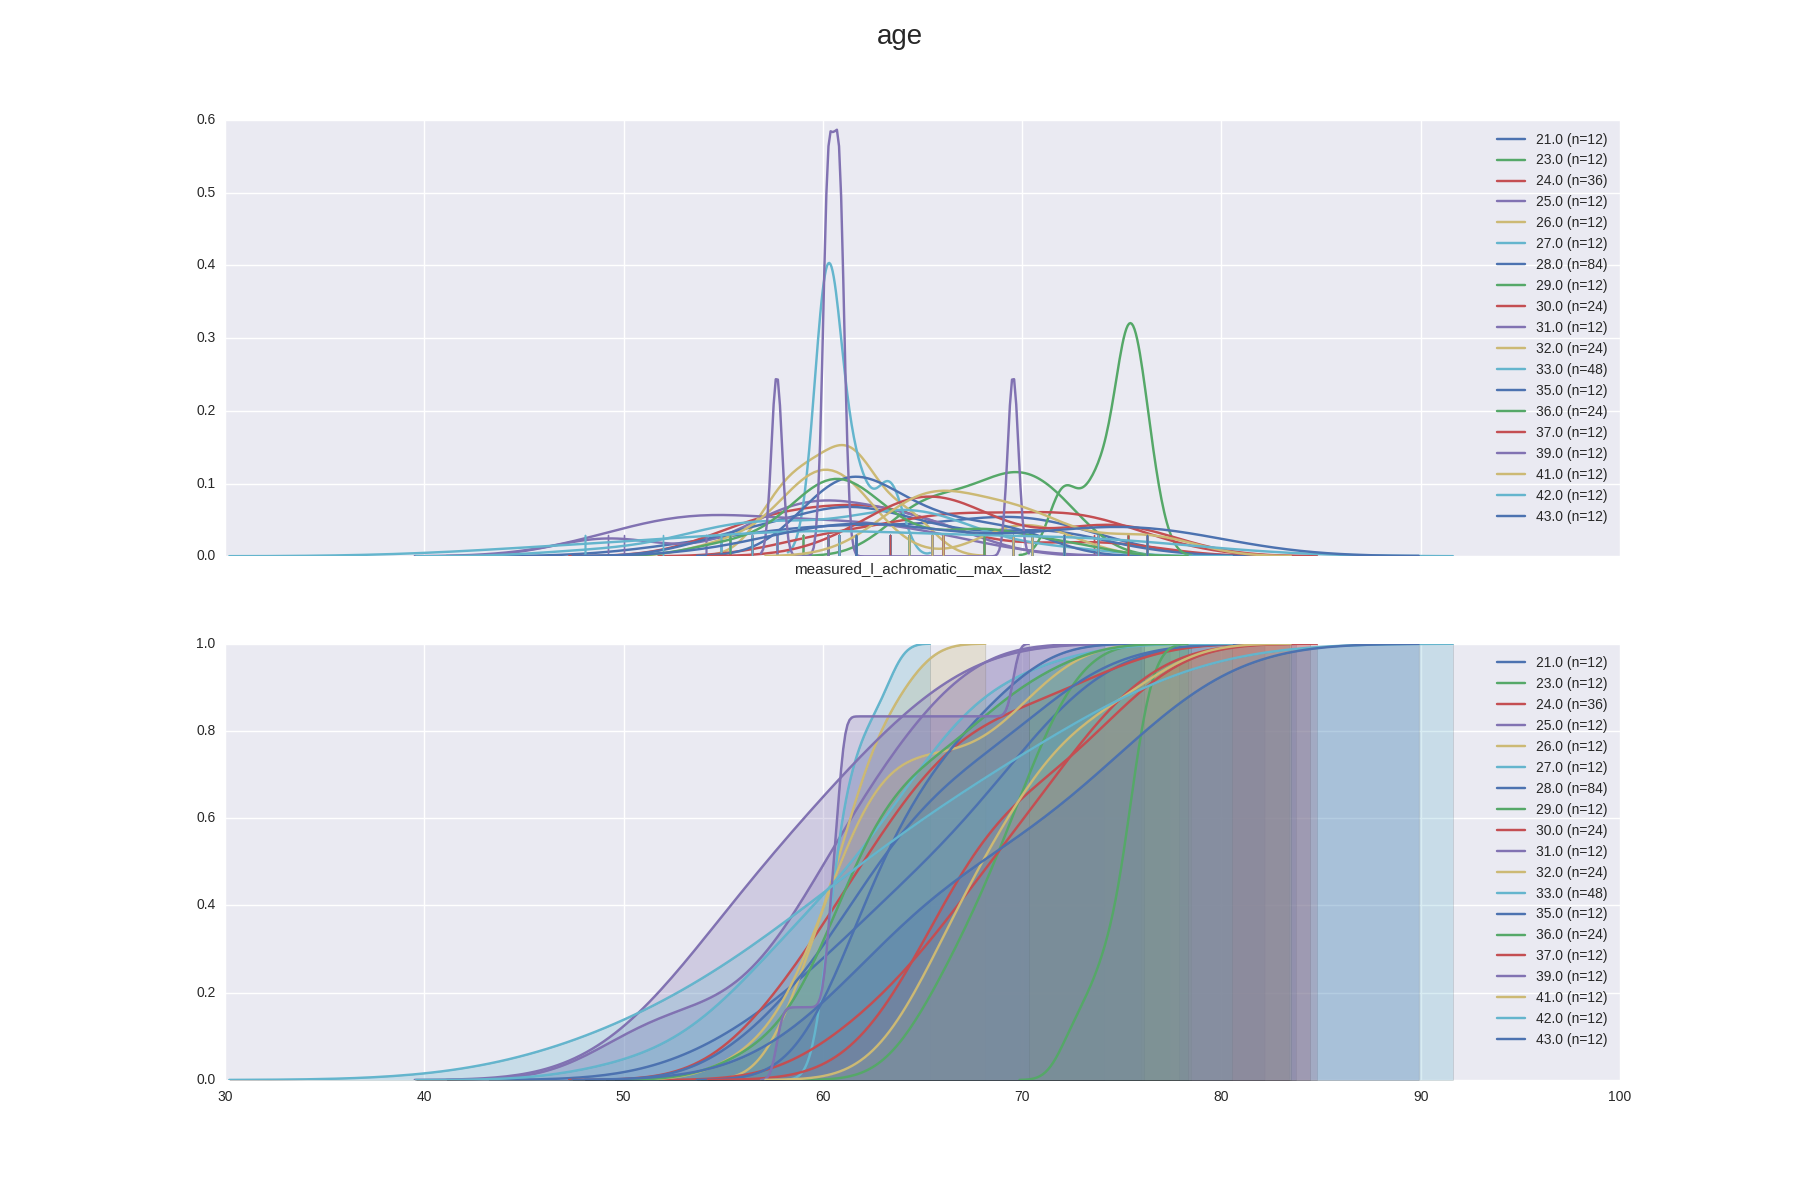 age
0.6
0.5
0.4
0.3
0.2
0.1
0.0
21.0 (n=12)
23.0 (n=12)
24.0 (n=36)
25.0 (n=12)
26.0 (n=12)
27.0 (n=12)
28.0 (n=84)
29.0 (n=12)
30.0 (n=24)
31.0 (n=12)
32.0 (n=24)
33.0 (n=48)
35.0 (n=12)
36.0 (n=24)
37.0 (n=12)
39.0 (n=12)
41.0 (n=12)
42.0 (n=12)
43.0 (n=12)
measured_l_achromatic__max__last2
1.0
0.8
0.6
0.4
0.2
0.0
21.0 (n=12)
23.0 (n=12)
24.0 (n=36)
25.0 (n=12)
26.0 (n=12)
27.0 (n=12)
28.0 (n=84)
29.0 (n=12)
30.0 (n=24)
31.0 (n=12)
32.0 (n=24)
33.0 (n=48)
35.0 (n=12)
36.0 (n=24)
37.0 (n=12)
39.0 (n=12)
41.0 (n=12)
42.0 (n=12)
43.0 (n=12)
30 40 50 60 70 80 90 100